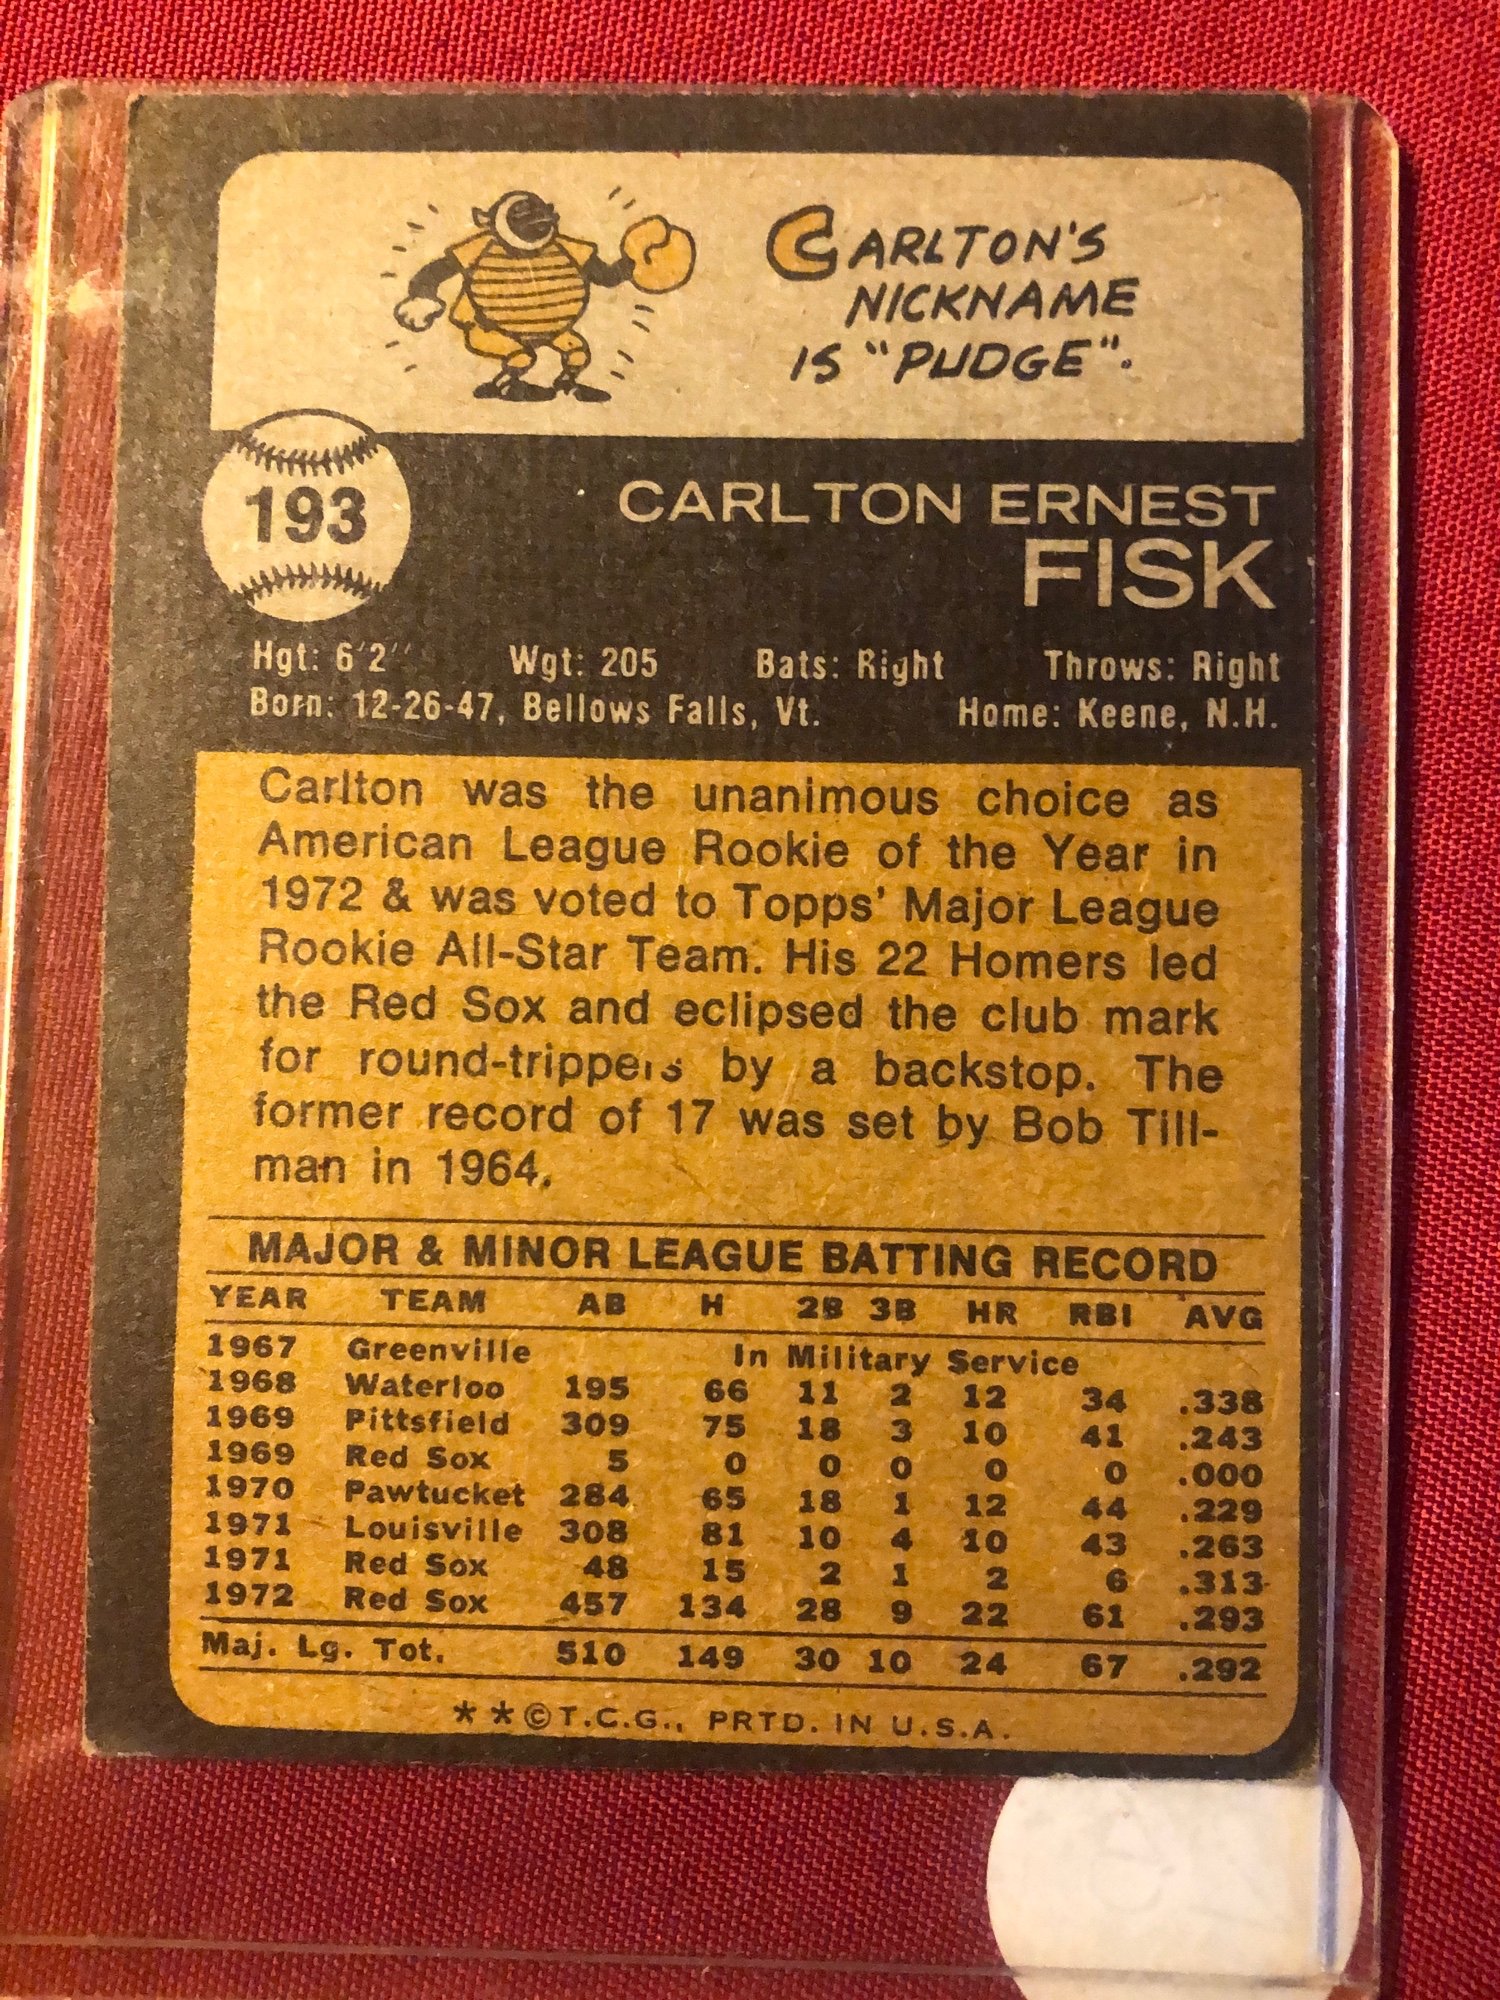 CARLTON'S
NICKNAME
IS "PUDGE".
193
CARLTON ERNEST
FISK
Hgt: 6'2" Wgt: 205 Bats: Right Throws: Right
Born: 12-26-47, Bellows Falls, Vt. Home: Keene, N.H.
Carlton was the unanimous choice as
American League Rookie of the Year in
1972 & was voted to Topps' Major League
Rookie All-Star Team. His 22 Homers led
the Red Sox and eclipsed the club mark
for round-trippers by a backstop. The
former record of 17 was set by Bob Till-
man in 1964.
MAJOR & MINOR LEAGUE BATTING RECORD
YEAR TEAM AB H 2B 3B HR RBI AVG
1967 Greenville In Military Service
1968 Waterloo 195 66 11 2 12 34 .338
1969 Pittsfield 309 75 18 3 10 41 .243
1969 Red Sox 5 0 0 0 0 0 .000
1970 Pawtucket 284 65 18 1 12 44 .229
1971 Louisville 308 81 10 4 10 43 .263
1971 Red Sox 48 15 2 1 2 6 .313
1972 Red Sox 457 134 28 9 22 61 .293
Maj. Lg. Tot. 510 149 30 10 24 67 .292
**©T.C.G., PRTD. IN U.S.A.